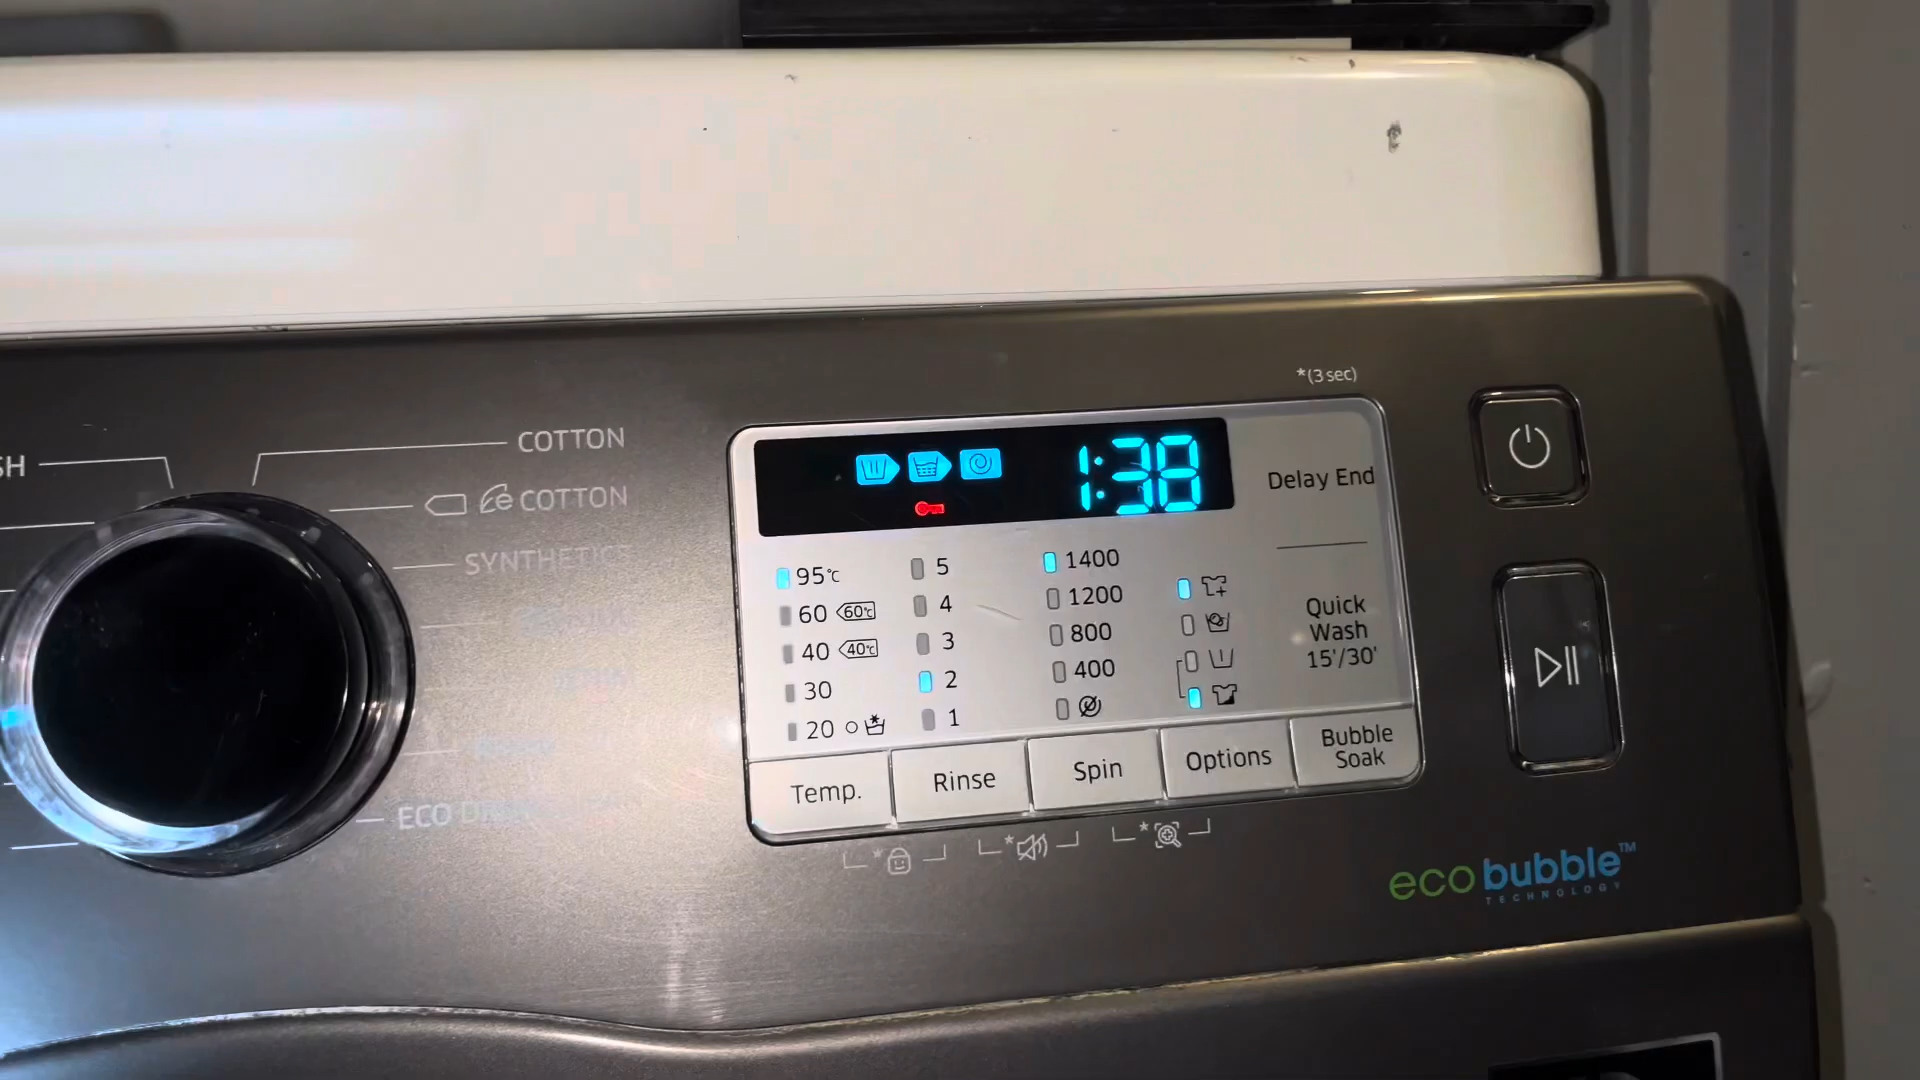 SH
COTTON
e COTTON
SYNTHETICS
ECO DRUM
*(3 sec)
1:38
Delay End
95°C
60 60°C
40 40°C
30
20
5
4
3
2
1
1400
1200
800
400
Quick
Wash
15'/30'
Temp.
Rinse
Spin
Options
Bubble
Soak
eco bubble™
TECHNOLOGY